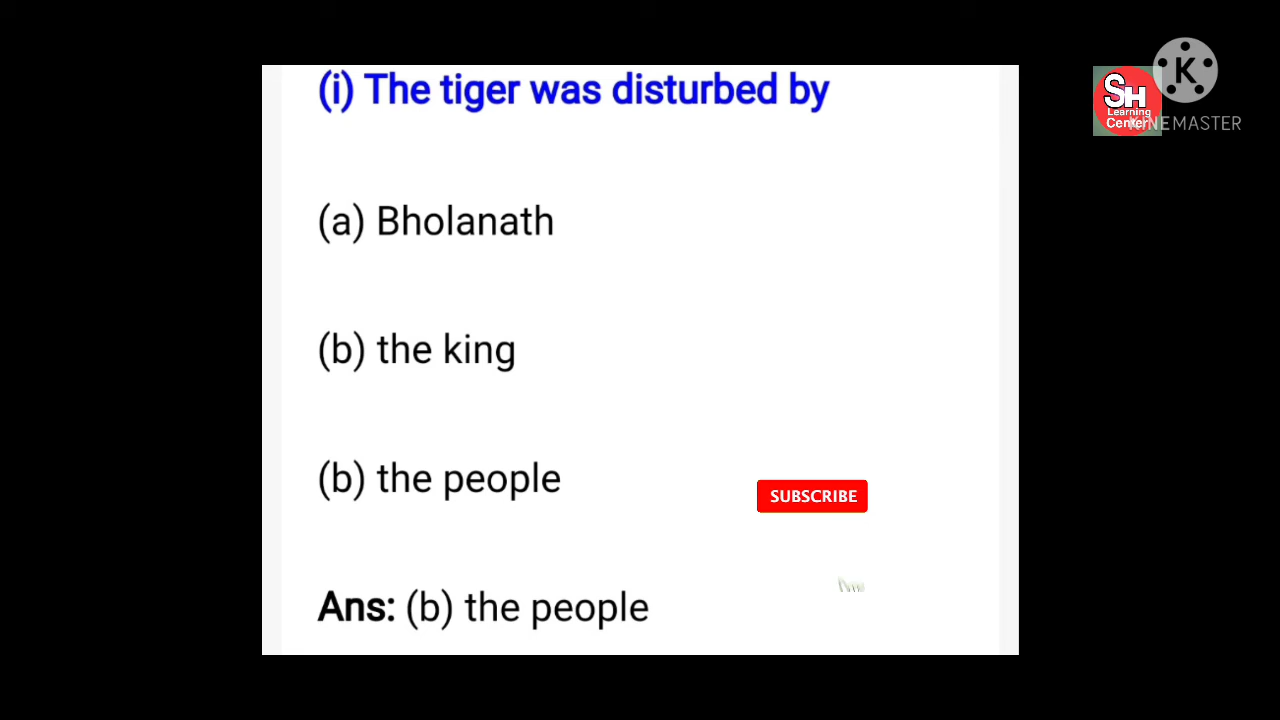 (i) The tiger was disturbed by
(a) Bholanath
(b) the king
(b) the people
Ans: (b) the people
SUBSCRIBE
SH
Learning
Center
K
KINEMASTER